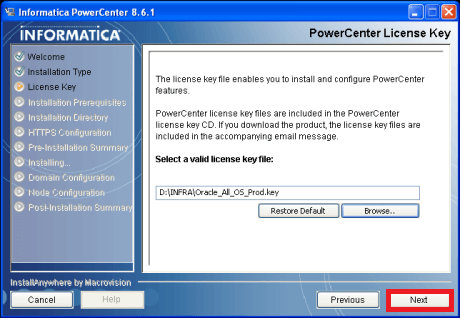 Informatica PowerCenter 8.6.1
INFORMATICA®
PowerCenter License Key
Welcome
Installation Type
License Key
Installation Prerequisites
Installation Directory
HTTPS Configuration
Pre-Installation Summary
Installing...
Domain Configuration
Node Configuration
Post-Installation Summary
The license key file enables you to install and configure PowerCenter
features.
PowerCenter license key files are included in the PowerCenter
license key CD. If you download the product, the license key files are
included in the accompanying email message.
Select a valid license key file:
D:\INFRA\Oracle_All_OS_Prod.key
Restore Default
Browse..
InstallAnywhere by Macrovision
Cancel
Help
Previous
Next